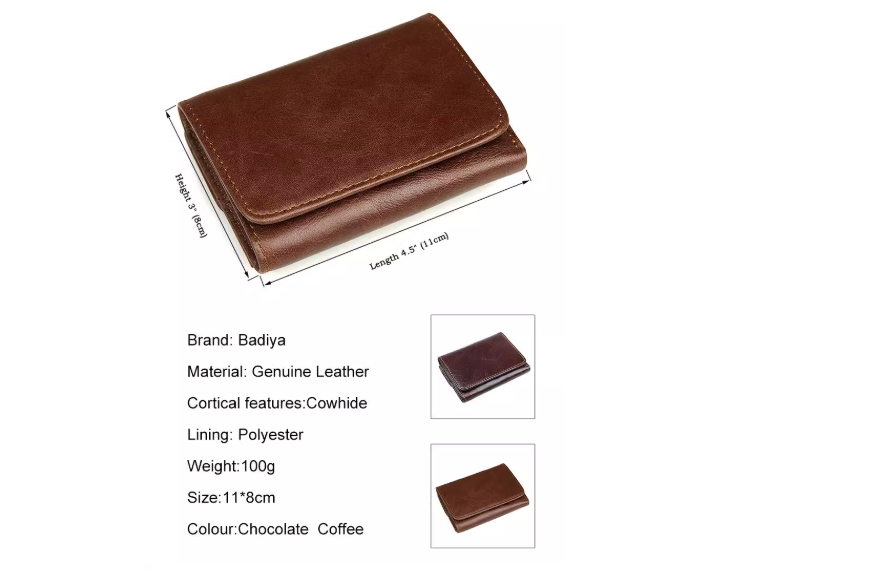 Height 3" (8cm)
Length 4.5" (11cm)
Brand: Badiya
Material: Genuine Leather
Cortical features:Cowhide
Lining: Polyester
Weight:100g
Size:11*8cm
Colour:Chocolate  Coffee